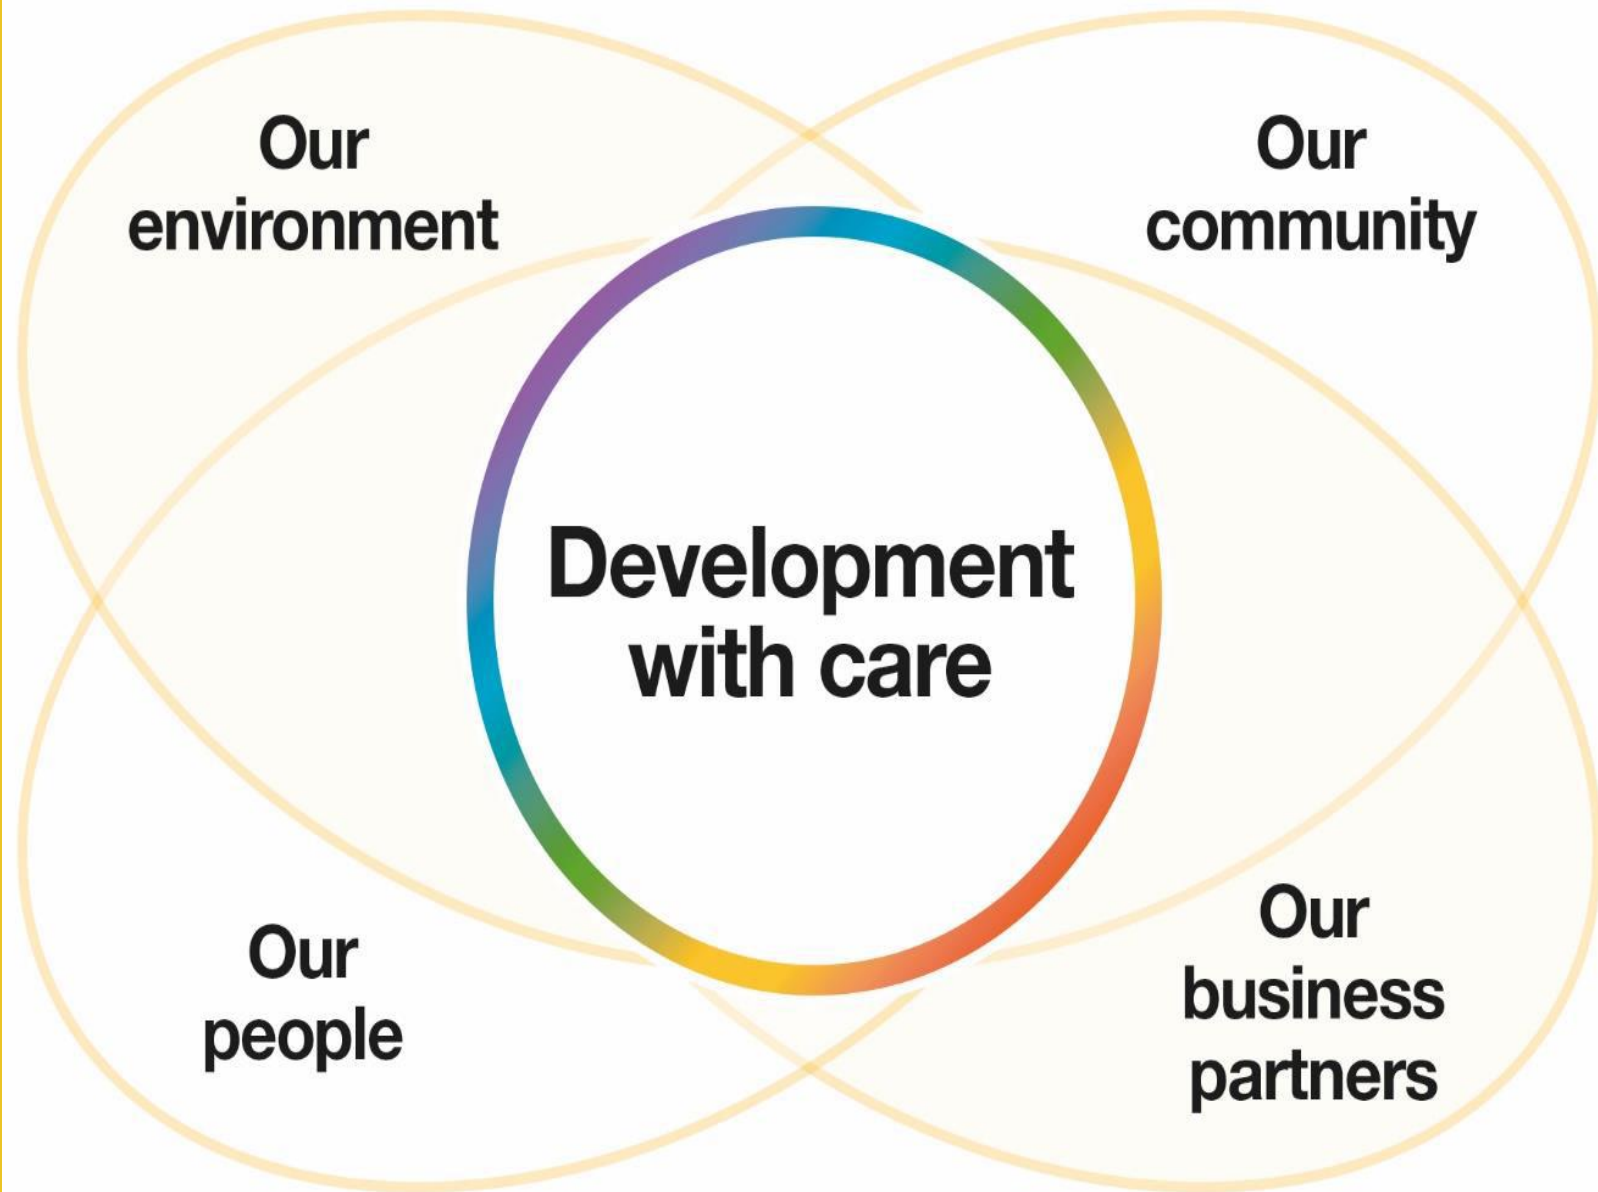 Our
environment
Our
community
Development
with care
Our
people
Our
business
partners